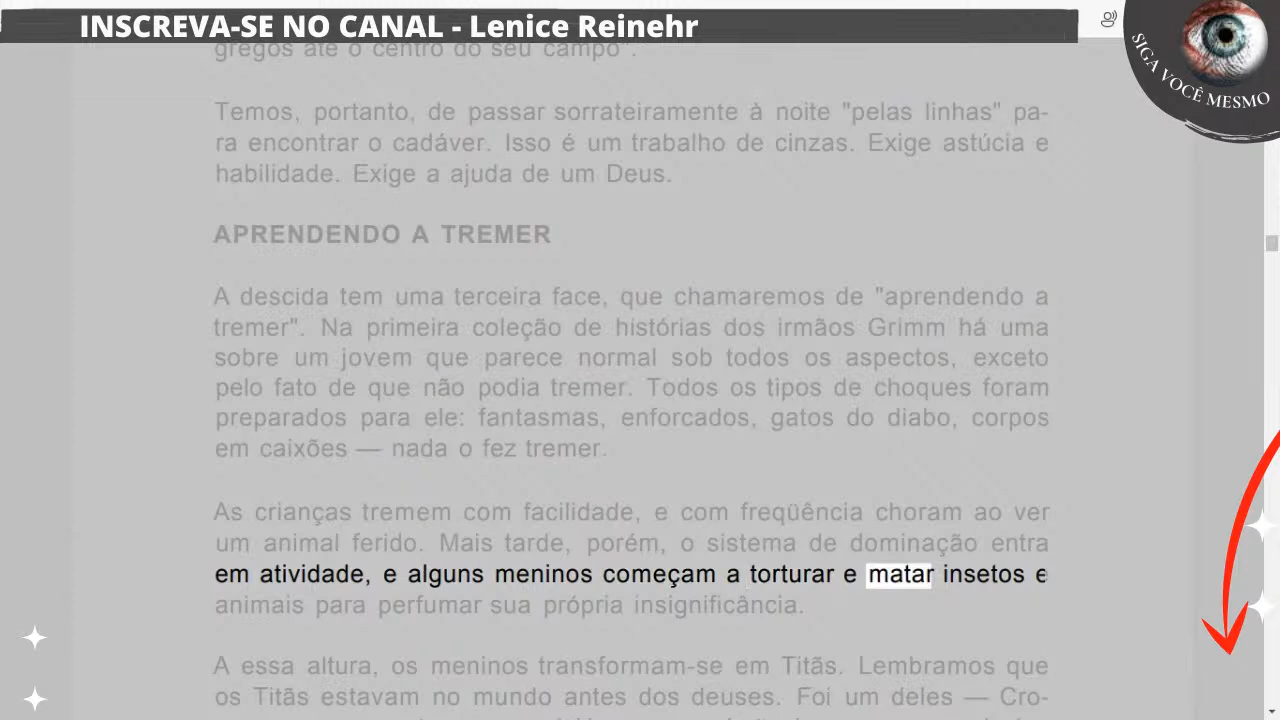 INSCREVA-SE NO CANAL - Lenice Reinehr
SIGA VOCÊ MESMO
gregos até o centro do seu campo".
Temos, portanto, de passar sorrateiramente à noite "pelas linhas" pa-
ra encontrar o cadáver. Isso é um trabalho de cinzas. Exige astúcia e
habilidade. Exige a ajuda de um Deus.
APRENDENDO A TREMER
A descida tem uma terceira face, que chamaremos de "aprendendo a
tremer". Na primeira coleção de histórias dos irmãos Grimm há uma
sobre um jovem que parece normal sob todos os aspectos, exceto
pelo fato de que não podia tremer. Todos os tipos de choques foram
preparados para ele: fantasmas, enforcados, gatos do diabo, corpos
em caixões — nada o fez tremer.
As crianças tremem com facilidade, e com freqüência choram ao ver
um animal ferido. Mais tarde, porém, o sistema de dominação entra
em atividade, e alguns meninos começam a torturar e matar insetos e
animais para perfumar sua própria insignificância.
A essa altura, os meninos transformam-se em Titãs. Lembramos que
os Titãs estavam no mundo antes dos deuses. Foi um deles — Cro-